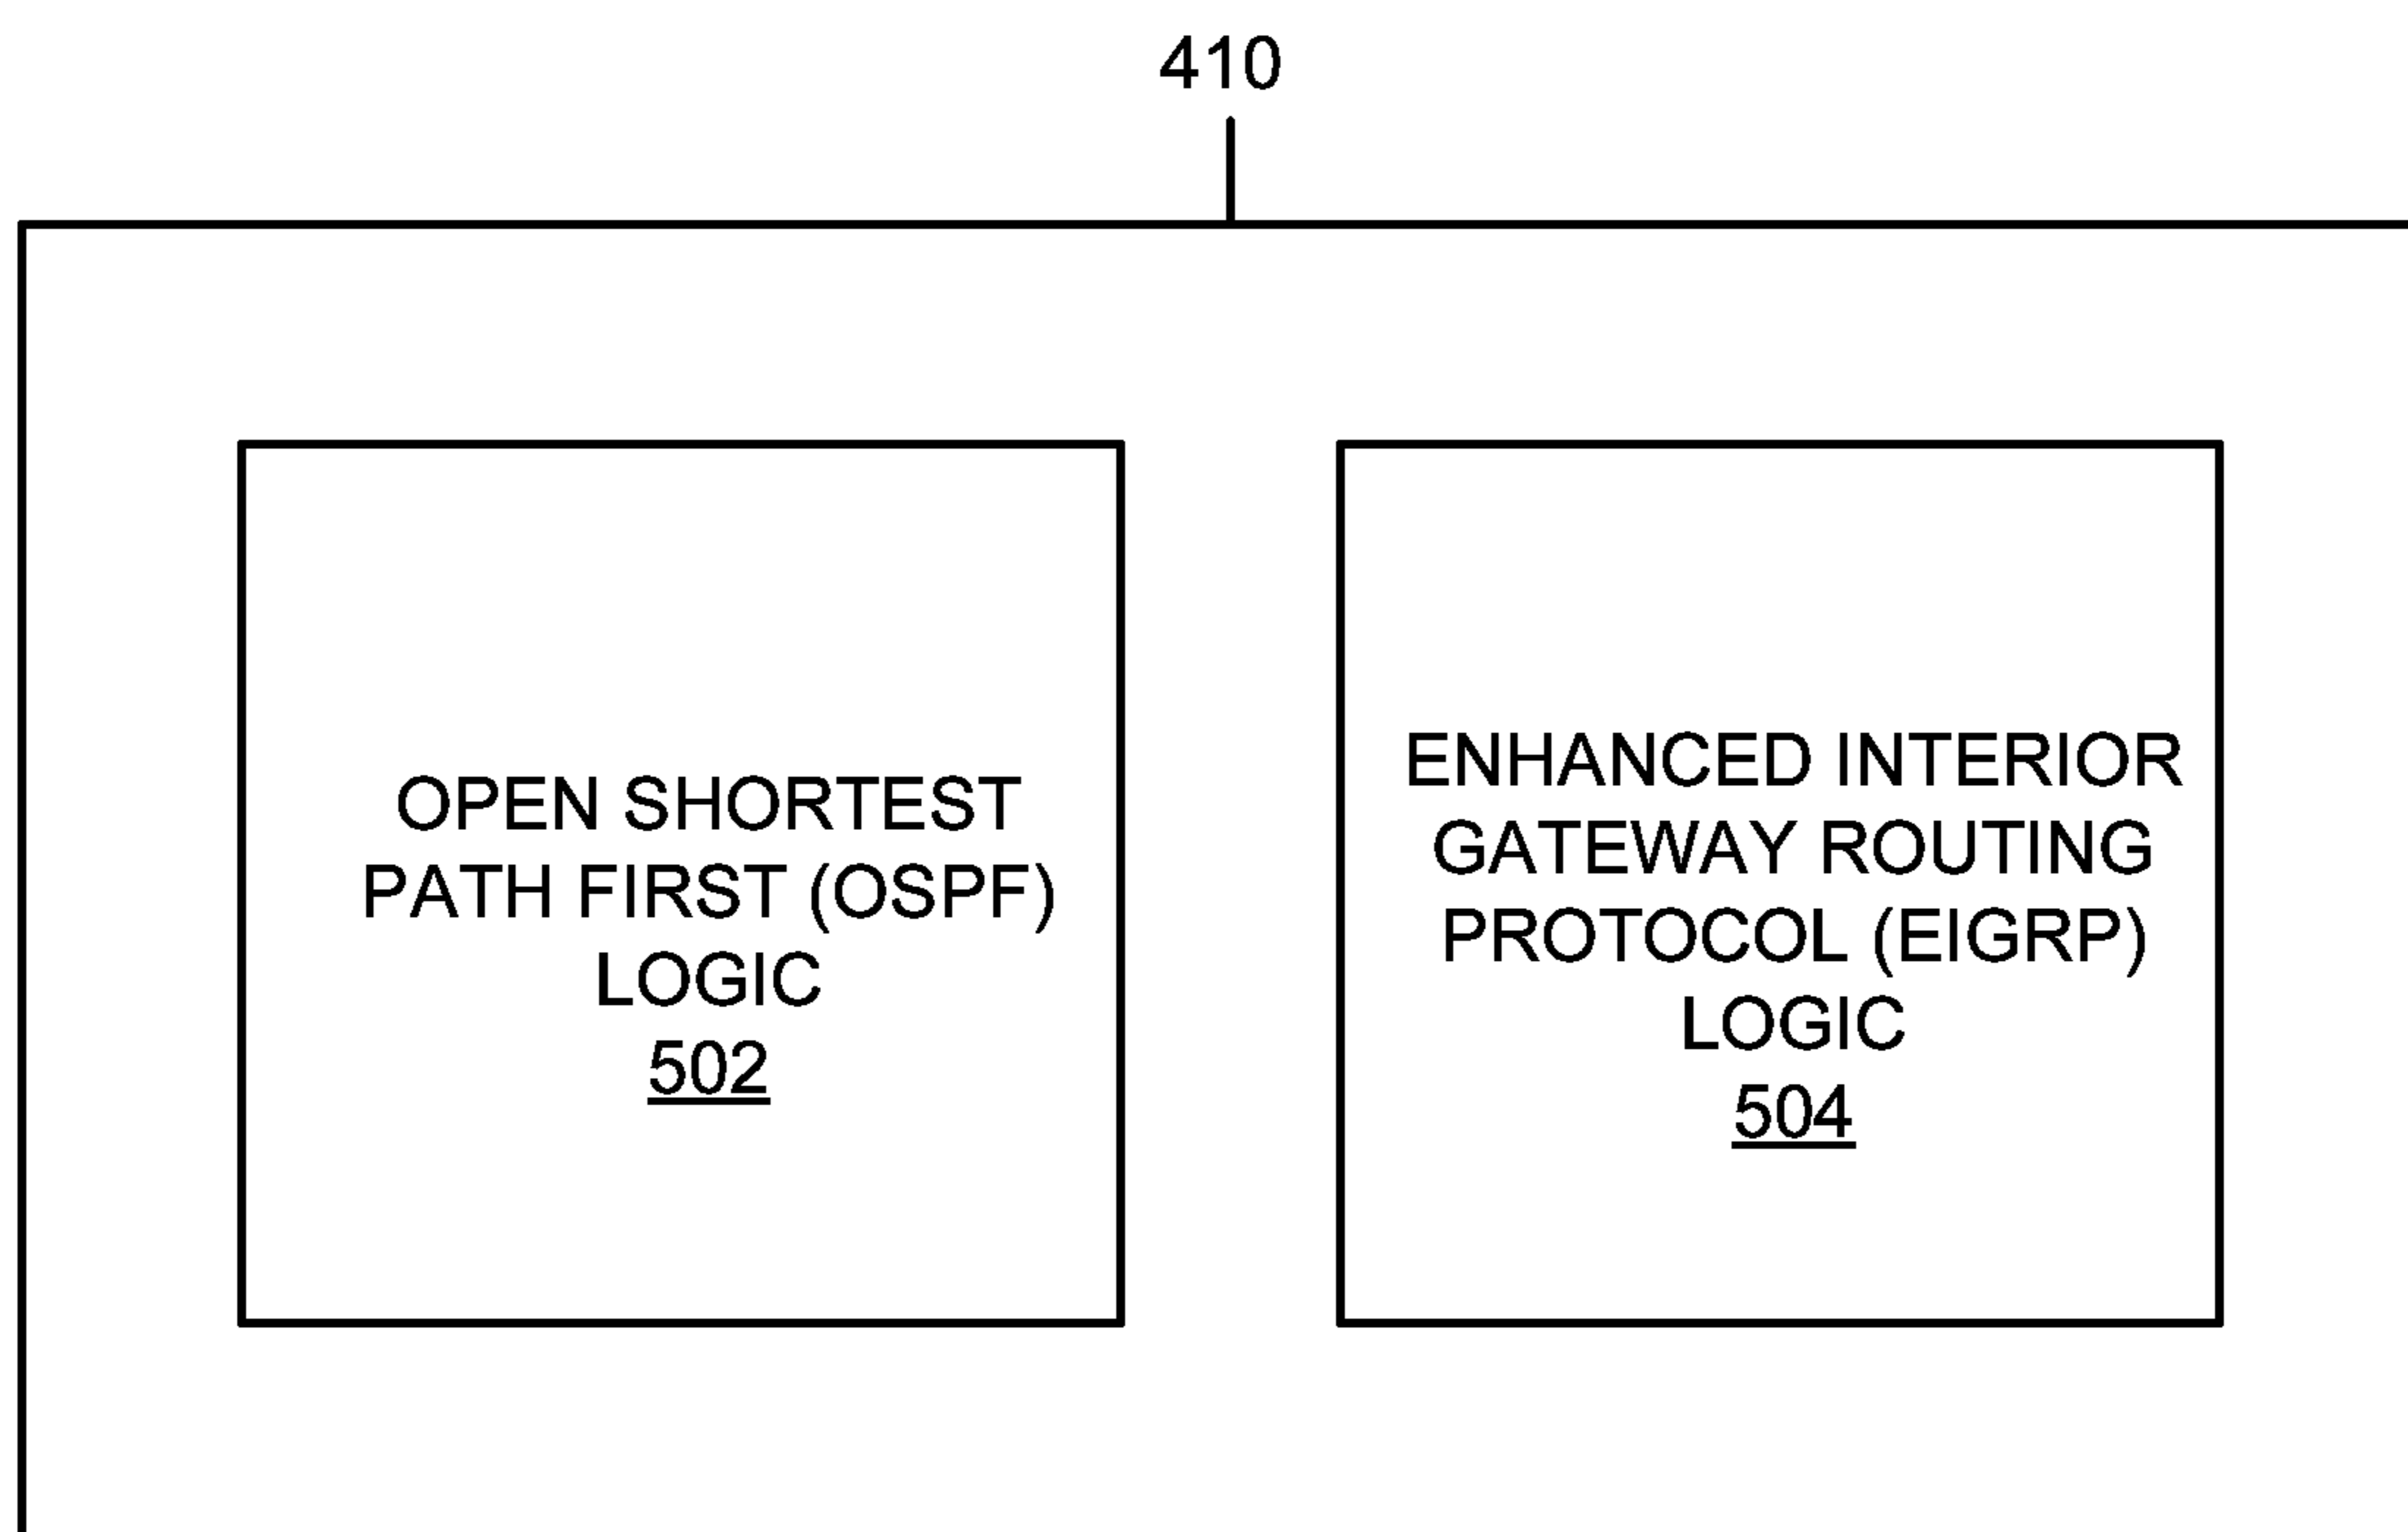 410
OPEN SHORTEST
PATH FIRST (OSPF)
LOGIC
502
ENHANCED INTERIOR
GATEWAY ROUTING
PROTOCOL (EIGRP)
LOGIC
504